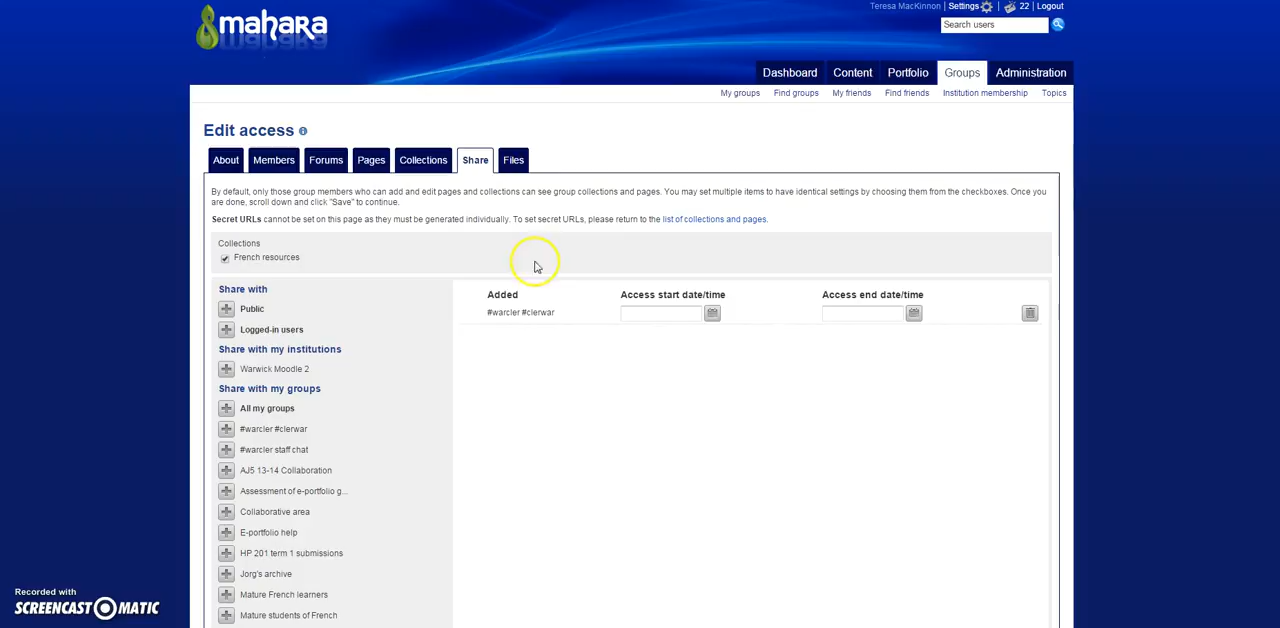 mahara
Teresa MacKinnon | Settings | 22 | Logout
Search users
Dashboard Content Portfolio Groups Administration
My groups Find groups My friends Find friends Institution membership Topics
Edit access
About Members Forums Pages Collections Share Files
By default, only those group members who can add and edit pages and collections can see group collections and pages. You may set multiple items to have identical settings by choosing them from the checkboxes. Once you
are done, scroll down and click "Save" to continue.
Secret URLs cannot be set on this page as they must be generated individually. To set secret URLs, please return to the list of collections and pages.
Collections
French resources
Share with
Public
Logged-in users
Share with my institutions
Warwick Moodle 2
Share with my groups
All my groups
#warcler #clerwar
#warcler staff chat
AJ5 13-14 Collaboration
Assessment of e-portfolio g...
Collaborative area
E-portfolio help
HP 201 term 1 submissions
Jorg's archive
Mature French learners
Mature students of French
Added Access start date/time Access end date/time
#warcler #clerwar
Recorded with
SCREENCAST-O-MATIC